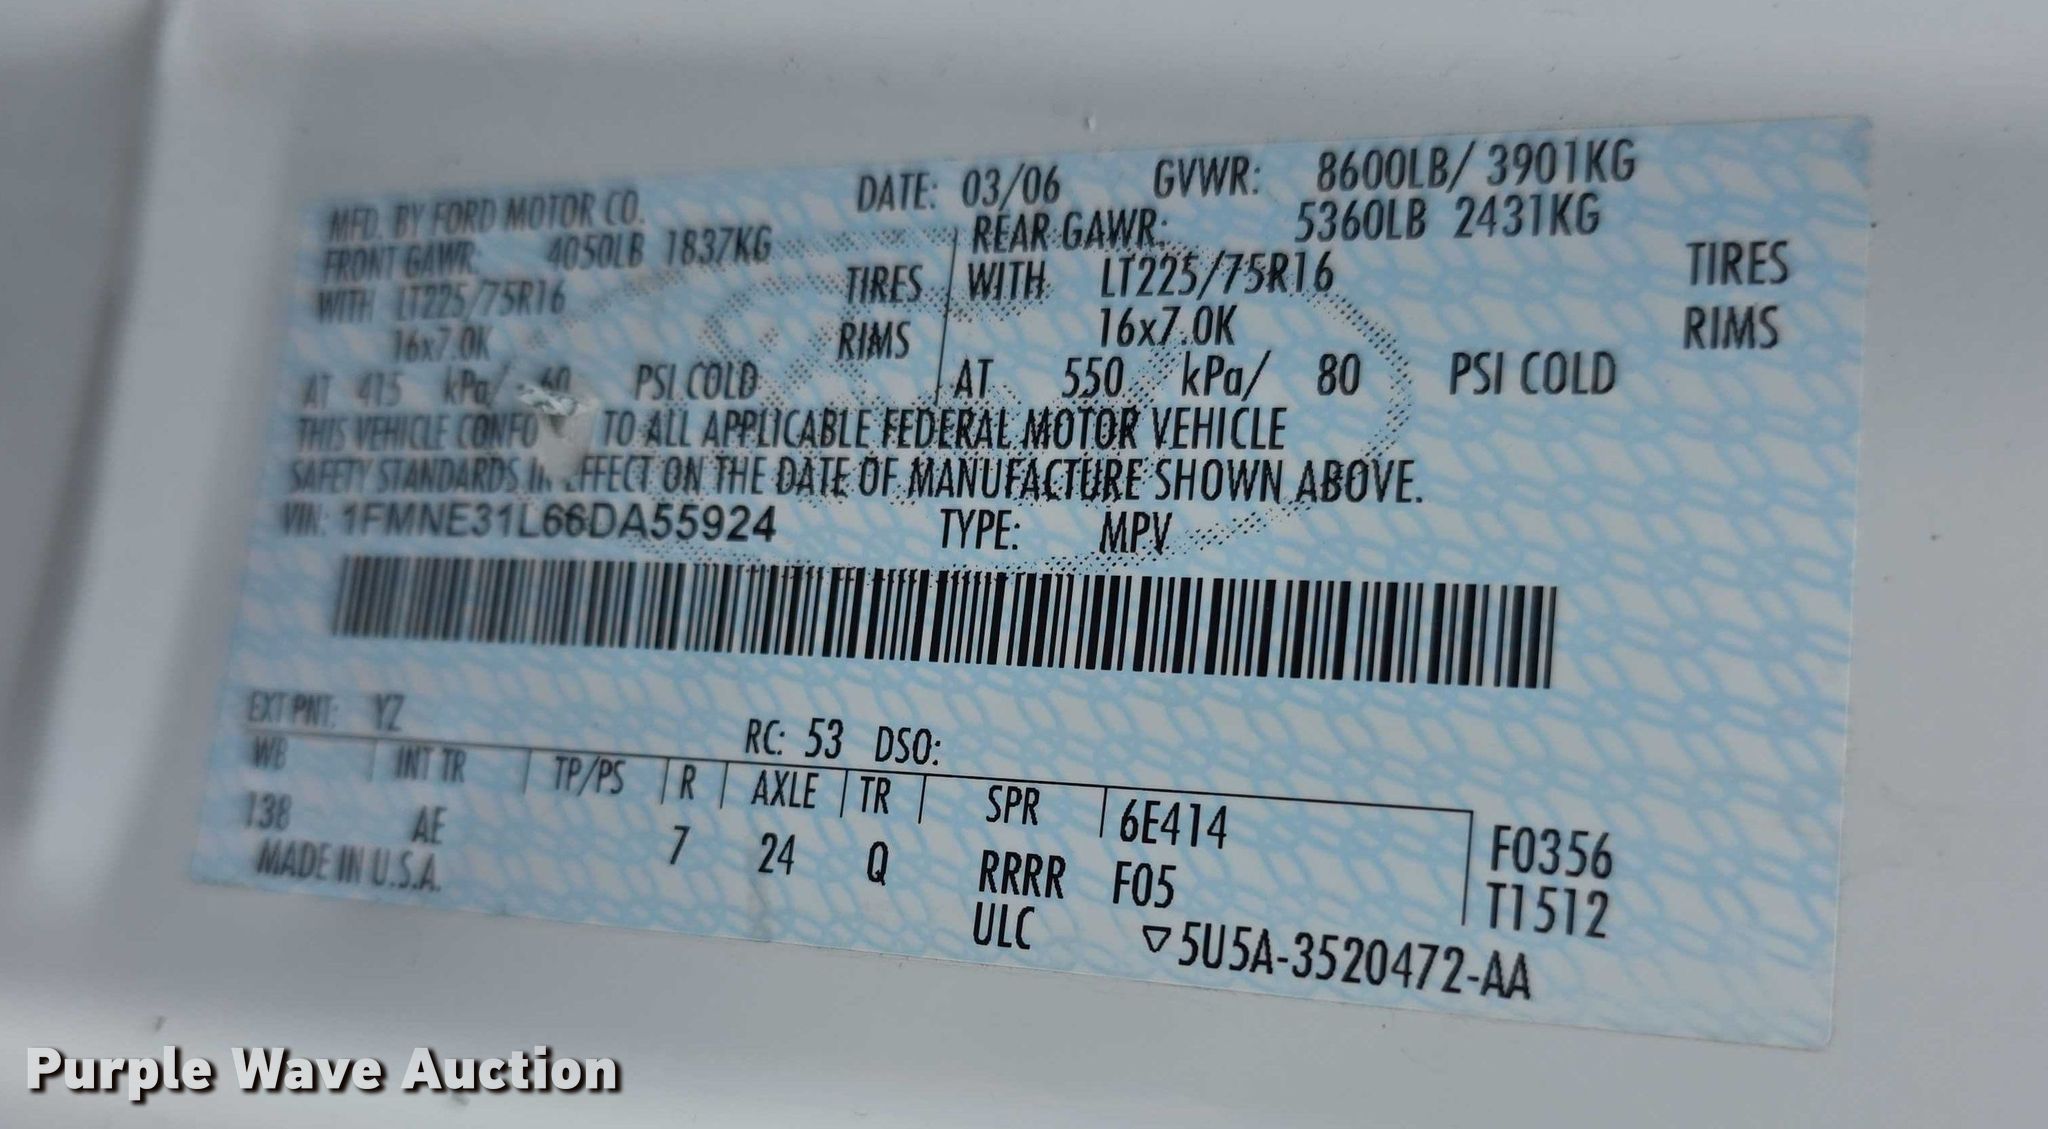 MFD. BY FORD MOTOR CO. DATE: 03/06 GVWR: 8600LB/ 3901KG
FRONT GAWR: 4050LB 1837KG REAR GAWR: 5360LB 2431KG
WITH LT225/75R16 TIRES WITH LT225/75R16 TIRES
16x7.0K RIMS 16x7.0K RIMS
AT 415 kPa/ 60 PSI COLD AT 550 kPa/ 80 PSI COLD
THIS VEHICLE CONFO TO ALL APPLICABLE FEDERAL MOTOR VEHICLE
SAFETY STANDARDS IN EFFECT ON THE DATE OF MANUFACTURE SHOWN ABOVE.
VIN: 1FMNE31L66DA55924 TYPE: MPV
EXT PNT: YZ RC: 53 DSO:
WB INT TR TP/PS R AXLE TR SPR 6E414 F0356
138 AE 7 24 Q RRRR F05 T1512
MADE IN U.S.A. ULC ▽5U5A-3520472-AA
Purple Wave Auction